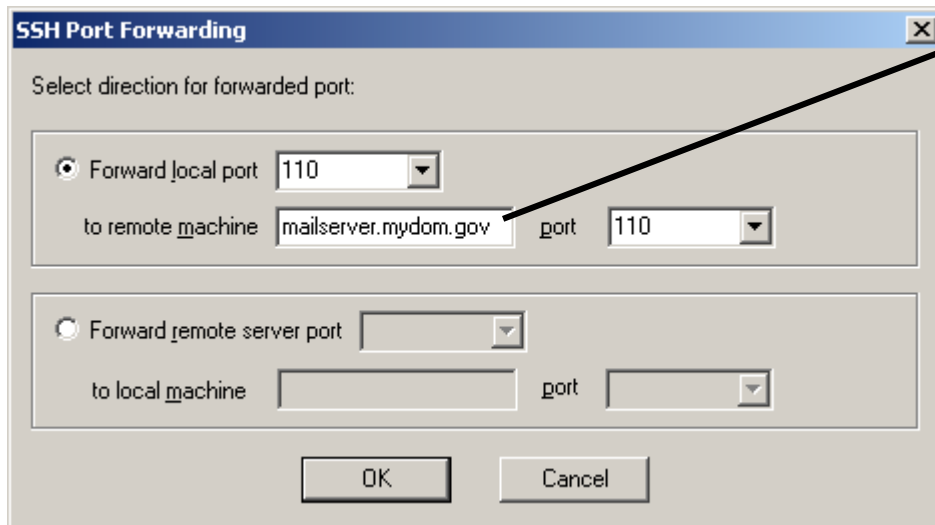 SSH Port Forwarding
Select direction for forwarded port:
Forward local port 110
to remote machine mailserver.mydom.gov port 110
Forward remote server port
to local machine port
OK Cancel